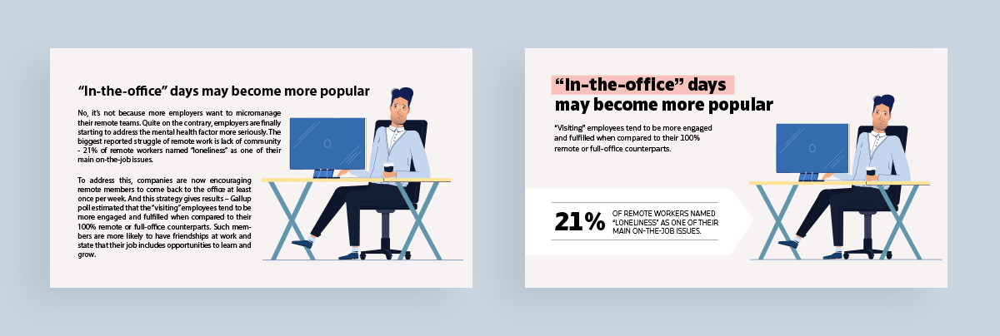 “In-the-office” days may become more popular
No, it’s not because more employers want to micromanage
their remote teams. Quite on the contrary, employers are finally
starting to address the mental health factor more seriously. The
biggest reported struggle of remote work is lack of community
- 21% of remote workers named “loneliness” as one of their
main on-the-job issues.
To address this, companies are now encouraging
remote members to come back to the office at least
once per week. And this strategy gives results – Gallup
poll estimated that the “visiting” employees tend to be
more engaged and fulfilled when compared to their
100% remote or full-office counterparts. Such mem-
bers are more likely to have friendships at work and
state that their job includes opportunities to learn and
grow.
“In-the-office” days
may become more popular
“Visiting” employees tend to be more engaged
and fulfilled when compared to their 100%
remote or full-office counterparts.
21%
OF REMOTE WORKERS NAMED
“LONELINESS” AS ONE OF THEIR
MAIN ON-THE-JOB ISSUES.